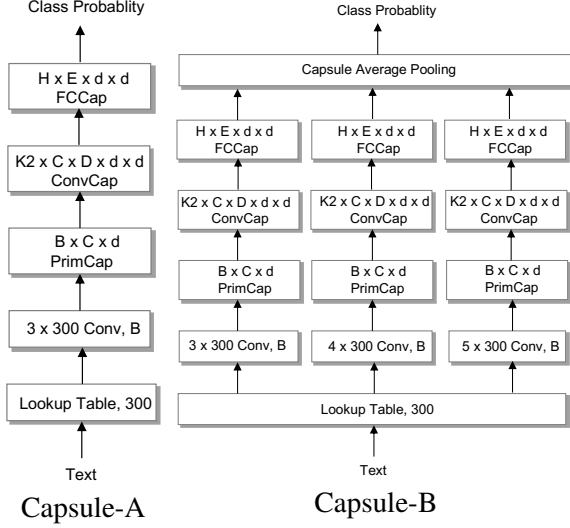 Class Probablity
H x E x d x d
FCCap
K2 x C x D x d x d
ConvCap
B x C x d
PrimCap
3 x 300 Conv, B
Lookup Table, 300
Text
Capsule-A
Class Probablity
Capsule Average Pooling
H x E x d x d
FCCap
H x E x d x d
FCCap
H x E x d x d
FCCap
K2 x C x D x d x d
ConvCap
K2 x C x D x d x d
ConvCap
K2 x C x D x d x d
ConvCap
B x C x d
PrimCap
B x C x d
PrimCap
B x C x d
PrimCap
3 x 300 Conv, B
4 x 300 Conv, B
5 x 300 Conv, B
Lookup Table, 300
Text
Capsule-B